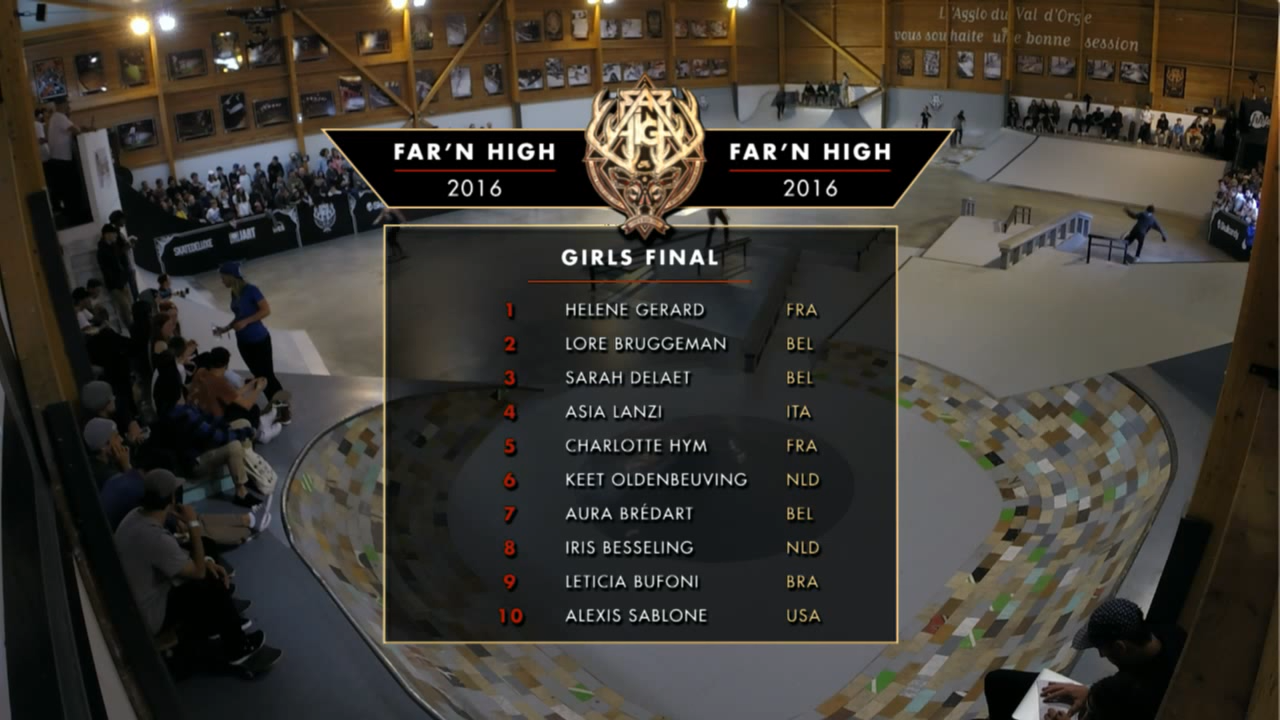 L'Agglo du Val d'Orge
vous souhaite une bonne session
FAR'N HIGH
2016
FAR'N HIGH
2016
SKATEDELUXE
JART
GIRLS FINAL
1 HELENE GERARD FRA
2 LORE BRUGGEMAN BEL
3 SARAH DELAET BEL
4 ASIA LANZI ITA
5 CHARLOTTE HYM FRA
6 KEET OLDENBEUVING NLD
7 AURA BRÉDART BEL
8 IRIS BESSELING NLD
9 LETICIA BUFONI BRA
10 ALEXIS SABLONE USA